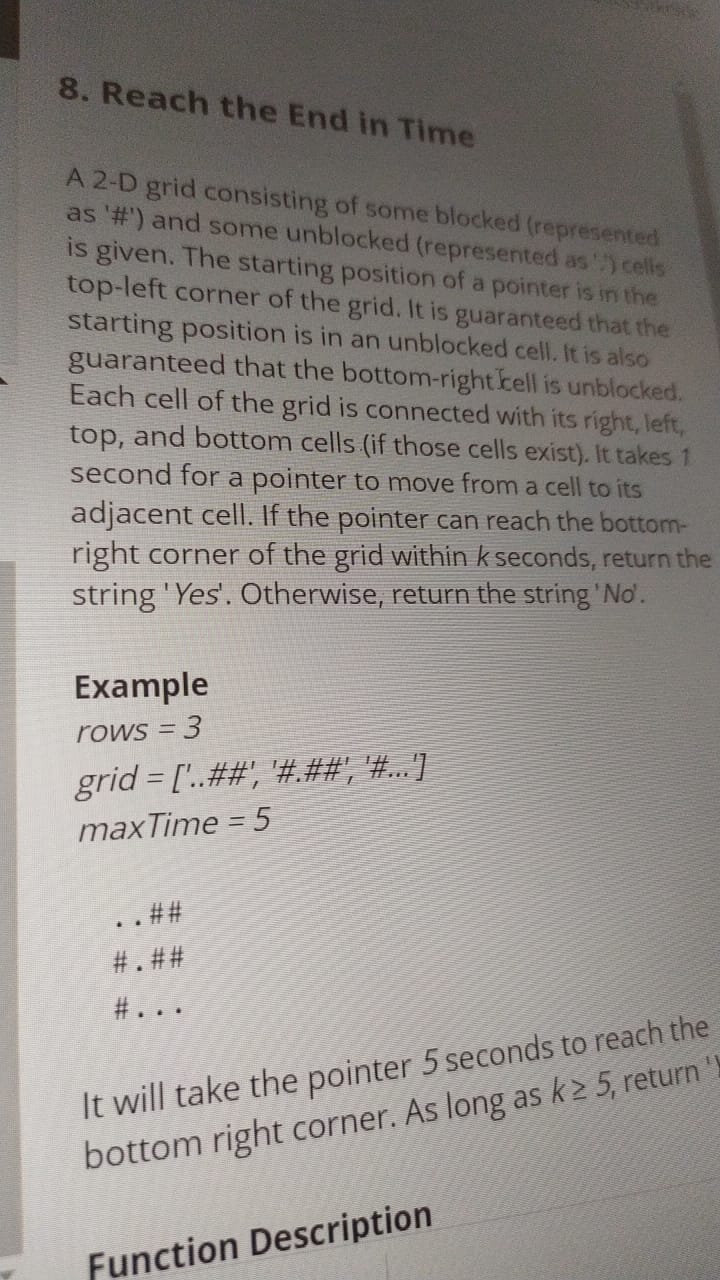 8. Reach the End in Time
A 2-D grid consisting of some blocked (represented
as '#') and some unblocked (represented as '.') cells
is given. The starting position of a pointer is in the
top-left corner of the grid. It is guaranteed that the
starting position is in an unblocked cell. It is also
guaranteed that the bottom-right cell is unblocked.
Each cell of the grid is connected with its right, left,
top, and bottom cells (if those cells exist). It takes 1
second for a pointer to move from a cell to its
adjacent cell. If the pointer can reach the bottom-
right corner of the grid within k seconds, return the
string 'Yes'. Otherwise, return the string 'No'.
Example
rows = 3
grid = ['..##', '#.##', '#...']
maxTime = 5
..##
#.##
#...
It will take the pointer 5 seconds to reach the
bottom right corner. As long as k ≥ 5, return '
Function Description